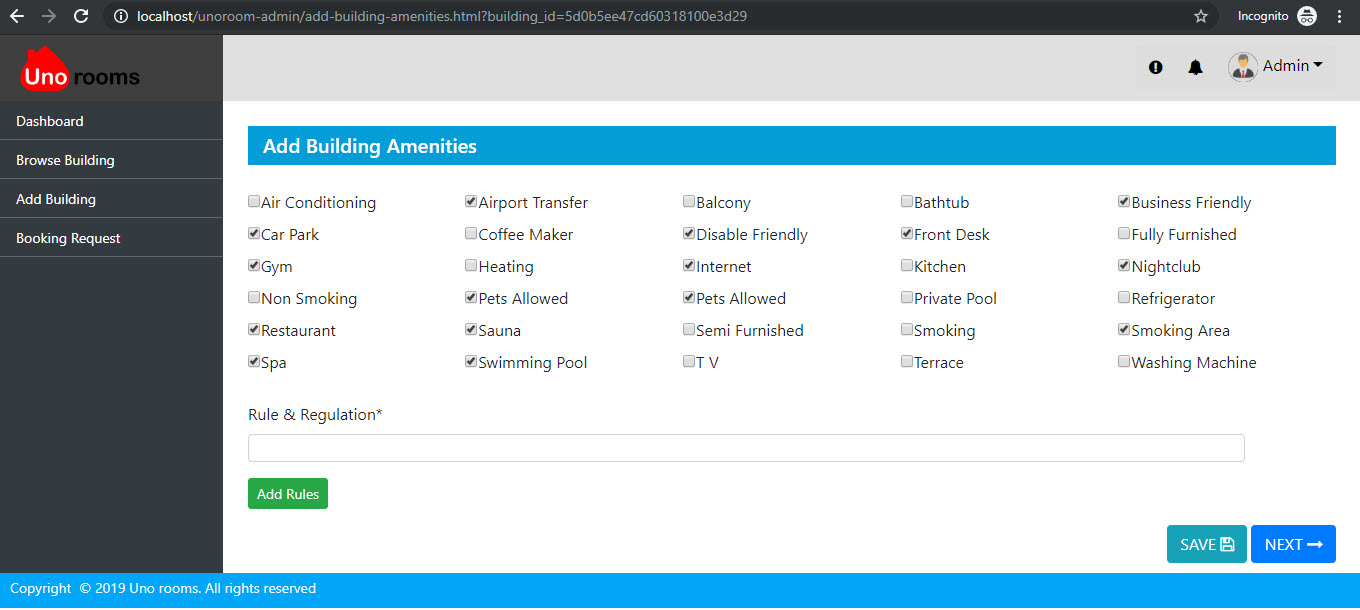 localhost/unoroom-admin/add-building-amenities.html?building_id=5d0b5ee47cd60318100e3d29 Incognito
Uno rooms
Admin
Dashboard
Browse Building
Add Building
Booking Request
Add Building Amenities
Air Conditioning Airport Transfer Balcony Bathtub Business Friendly
Car Park Coffee Maker Disable Friendly Front Desk Fully Furnished
Gym Heating Internet Kitchen Nightclub
Non Smoking Pets Allowed Pets Allowed Private Pool Refrigerator
Restaurant Sauna Semi Furnished Smoking Smoking Area
Spa Swimming Pool T V Terrace Washing Machine
Rule & Regulation*
Add Rules
SAVE NEXT
Copyright © 2019 Uno rooms. All rights reserved